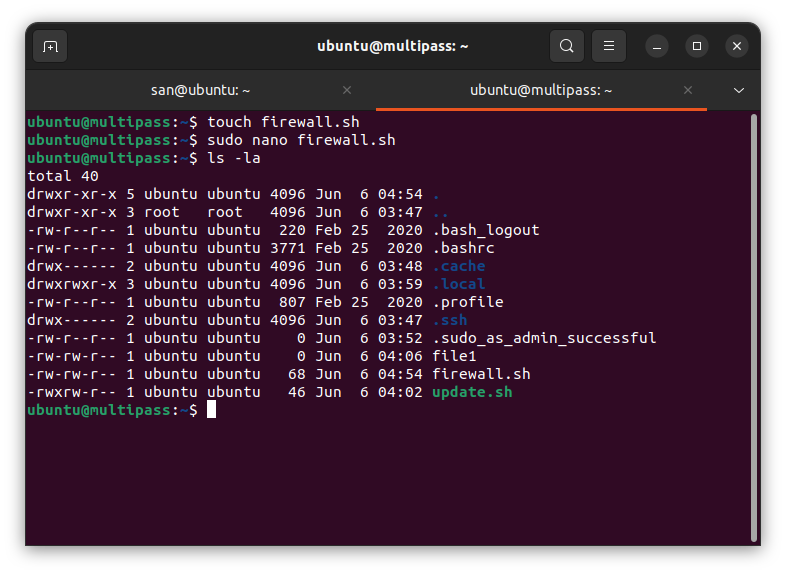 ubuntu@multipass: ~
san@ubuntu: ~
ubuntu@multipass: ~
ubuntu@multipass:~$ touch firewall.sh
ubuntu@multipass:~$ sudo nano firewall.sh
ubuntu@multipass:~$ ls -la
total 40
drwxr-xr-x 5 ubuntu ubuntu 4096 Jun  6 04:54 .
drwxr-xr-x 3 root   root   4096 Jun  6 03:47 ..
-rw-r--r-- 1 ubuntu ubuntu  220 Feb 25  2020 .bash_logout
-rw-r--r-- 1 ubuntu ubuntu 3771 Feb 25  2020 .bashrc
drwx------ 2 ubuntu ubuntu 4096 Jun  6 03:48 .cache
drwxrwxr-x 3 ubuntu ubuntu 4096 Jun  6 03:59 .local
-rw-r--r-- 1 ubuntu ubuntu  807 Feb 25  2020 .profile
drwx------ 2 ubuntu ubuntu 4096 Jun  6 03:47 .ssh
-rw-r--r-- 1 ubuntu ubuntu    0 Jun  6 03:52 .sudo_as_admin_successful
-rw-rw-r-- 1 ubuntu ubuntu    0 Jun  6 04:06 file1
-rw-rw-r-- 1 ubuntu ubuntu   68 Jun  6 04:54 firewall.sh
-rwxrw-r-- 1 ubuntu ubuntu   46 Jun  6 04:02 update.sh
ubuntu@multipass:~$